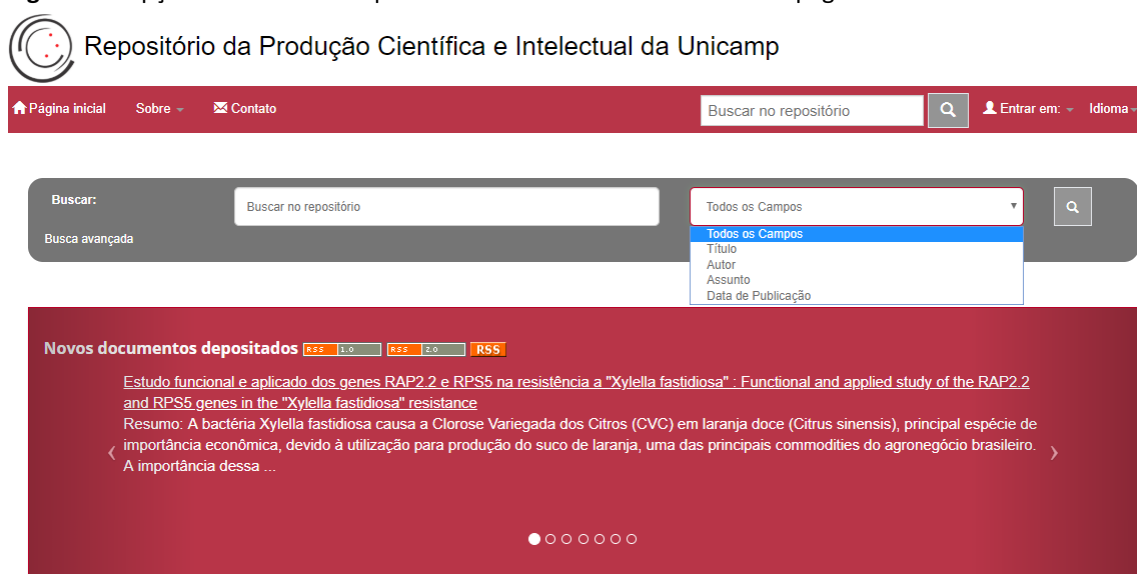 Repositório da Produção Científica e Intelectual da Unicamp
Página inicial Sobre Contato Buscar no repositório Entrar em: Idioma
Buscar: Buscar no repositório Todos os Campos
Busca avançada
Todos os Campos
Título
Autor
Assunto
Data de Publicação
Novos documentos depositados RSS 1.0 RSS 2.0 RSS
Estudo funcional e aplicado dos genes RAP2.2 e RPS5 na resistência a "Xylella fastidiosa" : Functional and applied study of the RAP2.2
and RPS5 genes in the "Xylella fastidiosa" resistance
Resumo: A bactéria Xylella fastidiosa causa a Clorose Variegada dos Citros (CVC) em laranja doce (Citrus sinensis), principal espécie de
importância econômica, devido à utilização para produção do suco de laranja, uma das principais commodities do agronegócio brasileiro.
A importância dessa ...